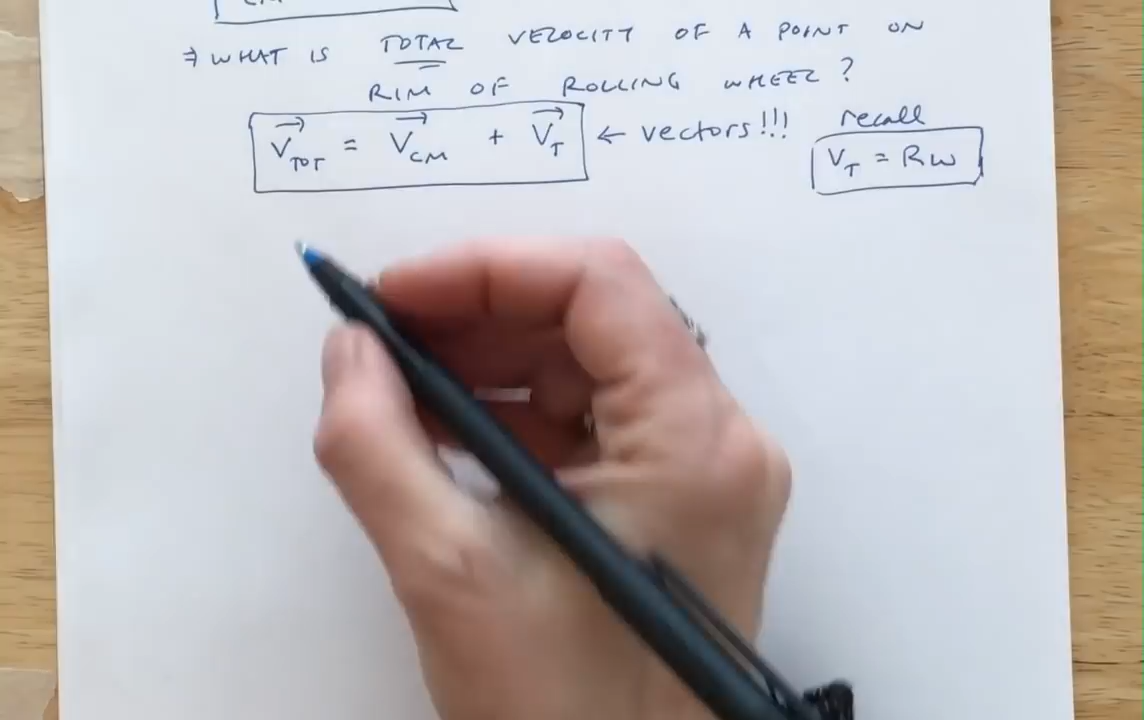 ⇒ WHAT IS TOTAL VELOCITY OF A POINT ON
RIM OF ROLLING WHEEL?
V⃗TOT = V⃗CM + V⃗T ← vectors!!!
recall
VT = Rω